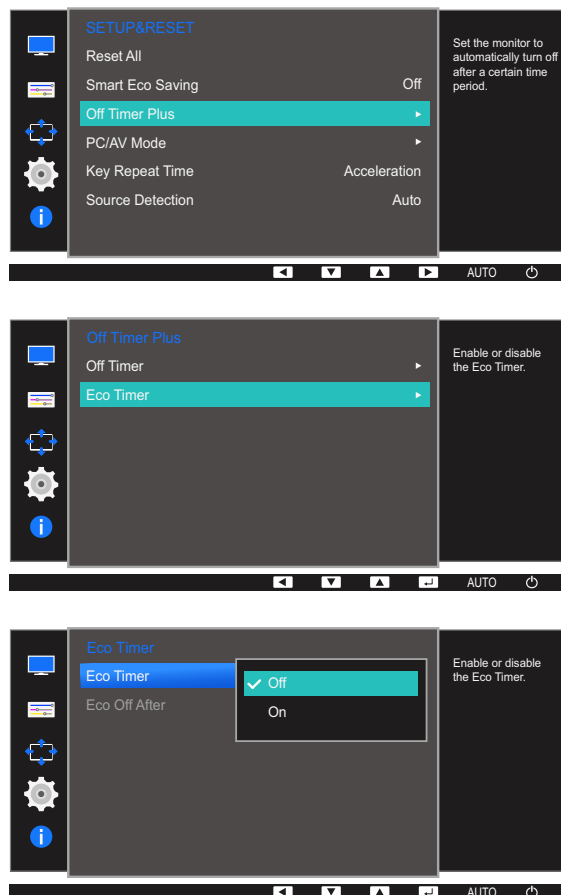 SETUP&RESET
Reset All
Smart Eco Saving Off
Off Timer Plus
PC/AV Mode
Key Repeat Time Acceleration
Source Detection Auto
Set the monitor to
automatically turn off
after a certain time
period.
AUTO
Off Timer Plus
Off Timer
Eco Timer
Enable or disable
the Eco Timer.
AUTO
Eco Timer
Eco Timer
Off
Eco Off After
On
Enable or disable
the Eco Timer.
AUTO